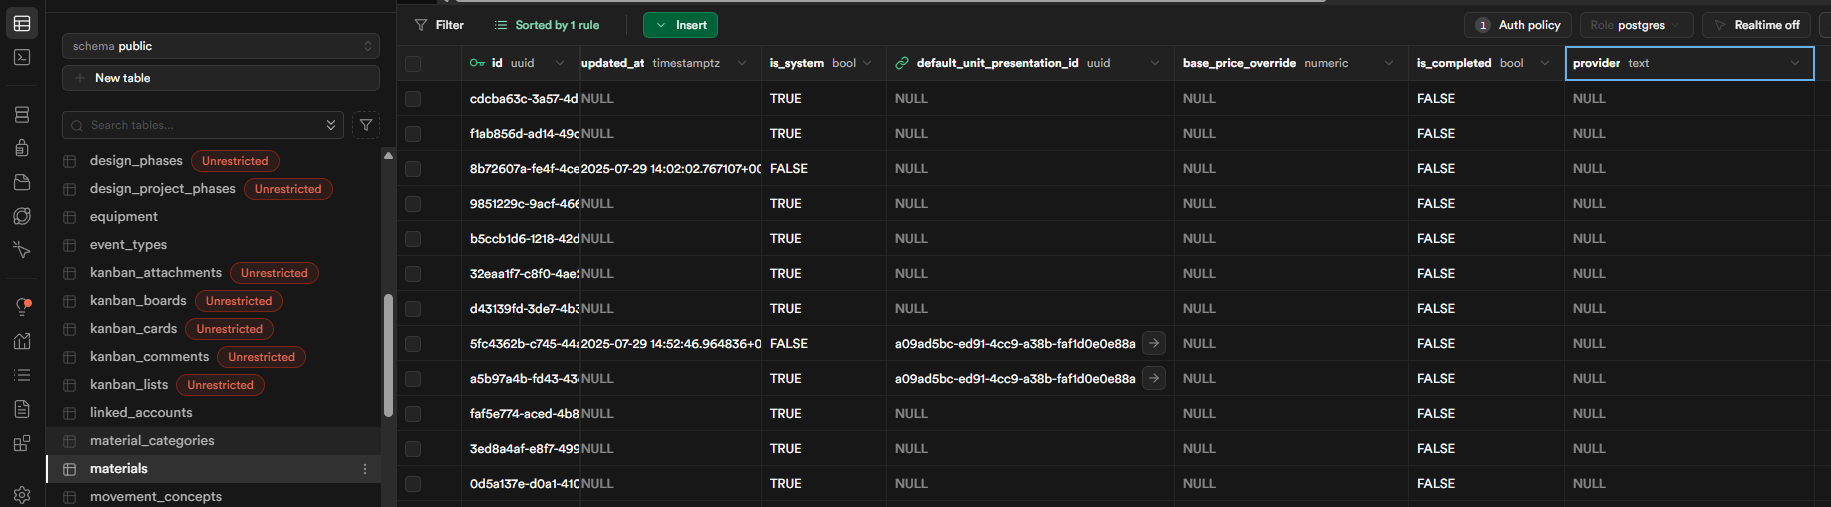 Filter Sorted by 1 rule Insert 1 Auth policy Role postgres Realtime off
schema public
New table
Search tables...
design_phases Unrestricted
design_project_phases Unrestricted
equipment
event_types
kanban_attachments Unrestricted
kanban_boards Unrestricted
kanban_cards Unrestricted
kanban_comments Unrestricted
kanban_lists Unrestricted
linked_accounts
material_categories
materials
movement_concepts
id uuid updated_at timestamptz is_system bool default_unit_presentation_id uuid base_price_override numeric is_completed bool provider text
cdcba63c-3a57-4d NULL TRUE NULL NULL FALSE NULL
f1ab856d-ad14-49c NULL TRUE NULL NULL FALSE NULL
8b72607a-fe4f-4ce 2025-07-29 14:02:02.767107+00 FALSE NULL NULL FALSE NULL
9851229c-9acf-466 NULL TRUE NULL NULL FALSE NULL
b5ccb1d6-1218-42d NULL TRUE NULL NULL FALSE NULL
32eaa1f7-c8f0-4ae2 NULL TRUE NULL NULL FALSE NULL
d43139fd-3de7-4b3 NULL TRUE NULL NULL FALSE NULL
5fc4362b-c745-44a 2025-07-29 14:52:46.964836+0 FALSE a09ad5bc-ed91-4cc9-a38b-faf1d0e0e88a NULL FALSE NULL
a5b97a4b-fd43-43 NULL TRUE a09ad5bc-ed91-4cc9-a38b-faf1d0e0e88a NULL FALSE NULL
faf5e774-aced-4b8 NULL TRUE NULL NULL FALSE NULL
3ed8a4af-e8f7-499 NULL TRUE NULL NULL FALSE NULL
0d5a137e-d0a1-410 NULL TRUE NULL NULL FALSE NULL